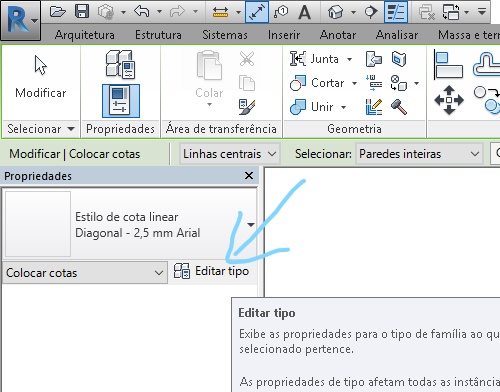 R
A
Arquitetura Estrutura Sistemas Inserir Anotar Analisar Massa e terr
Modificar
Colar
Junta
Cortar
Unir
Selecionar Propriedades Área de transferência Geometria
Modificar | Colocar cotas Linhas centrais Selecionar: Paredes inteiras
Propriedades
Estilo de cota linear
Diagonal - 2,5 mm Arial
Colocar cotas Editar tipo
Editar tipo
Exibe as propriedades para o tipo de família ao qu
selecionado pertence.
As propriedades de tipo afetam todas as instância